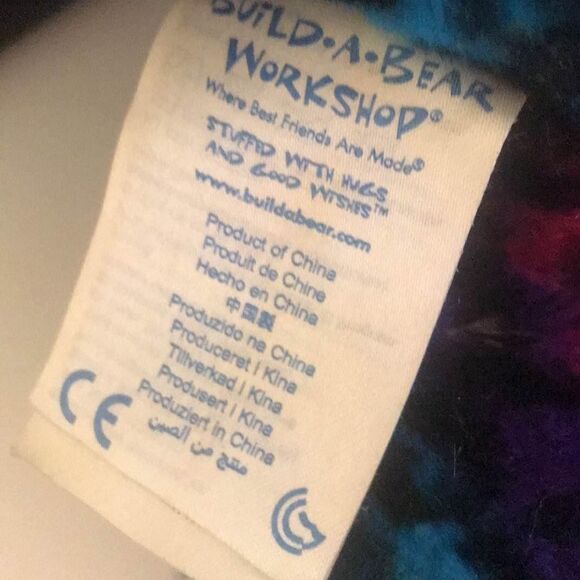 BUILD-A-BEAR
WORKSHOP®
Where Best Friends Are Made®
STUFFED WITH HUGS
AND GOOD WISHES™
www.buildabear.com
Product of China
Produit de Chine
Hecho en China
中国製
Produzido na China
Produceret i Kina
Tillverkad i Kina
Produsert i Kina
Produziert in China
منتج من الصين
CE